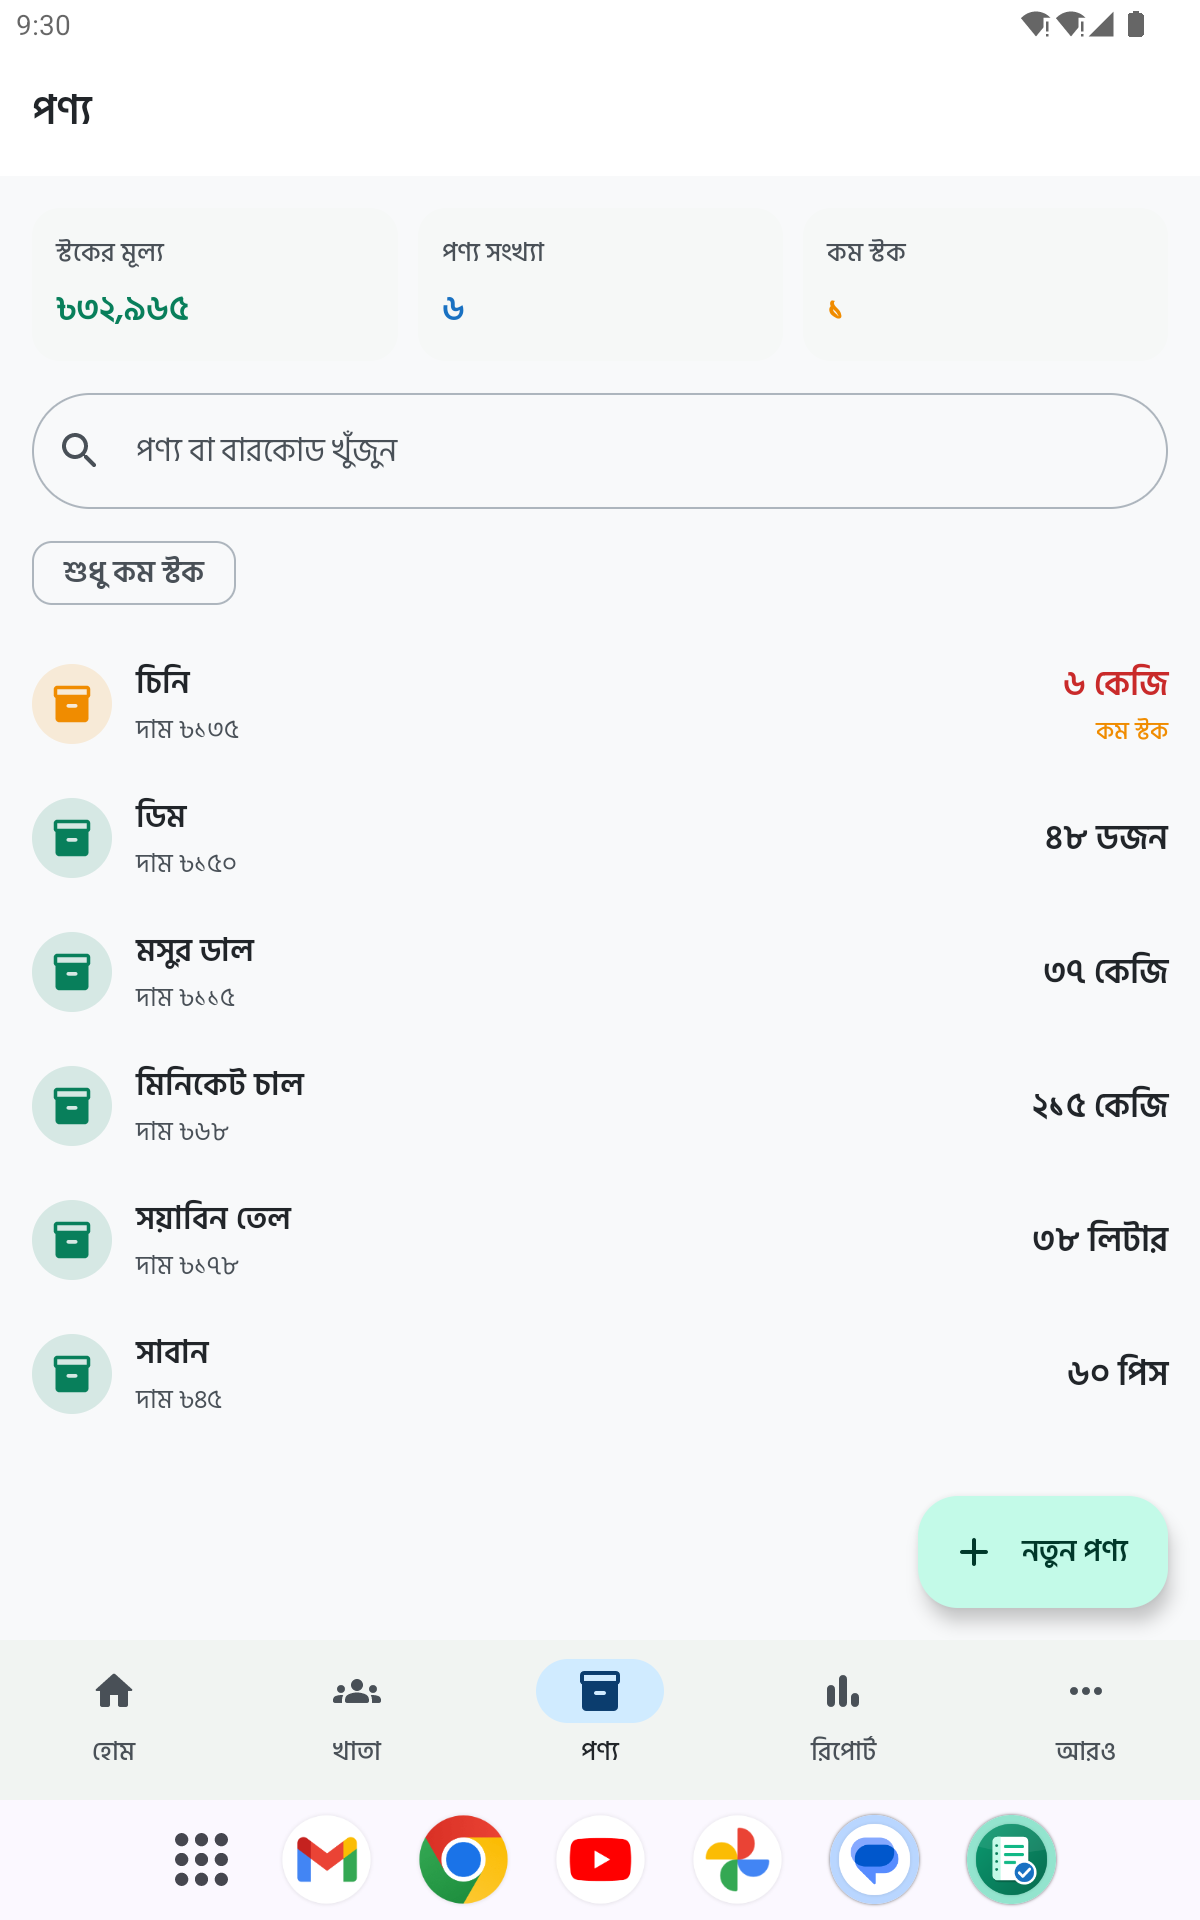 9:30
পণ্য
স্টকের মূল্য
৳৩২,৯৬৫
পণ্য সংখ্যা
৬
কম স্টক
১
পণ্য বা বারকোড খুঁজুন
শুধু কম স্টক
চিনি
দাম ৳১৩৫
৬ কেজি
কম স্টক
ডিম
দাম ৳১৫০
৪৮ ডজন
মসুর ডাল
দাম ৳১১৫
৩৭ কেজি
মিনিকেট চাল
দাম ৳৬৮
২১৫ কেজি
সয়াবিন তেল
দাম ৳১৭৮
৩৮ লিটার
সাবান
দাম ৳৪৫
৬০ পিস
নতুন পণ্য
হোম
খাতা
পণ্য
রিপোর্ট
আরও